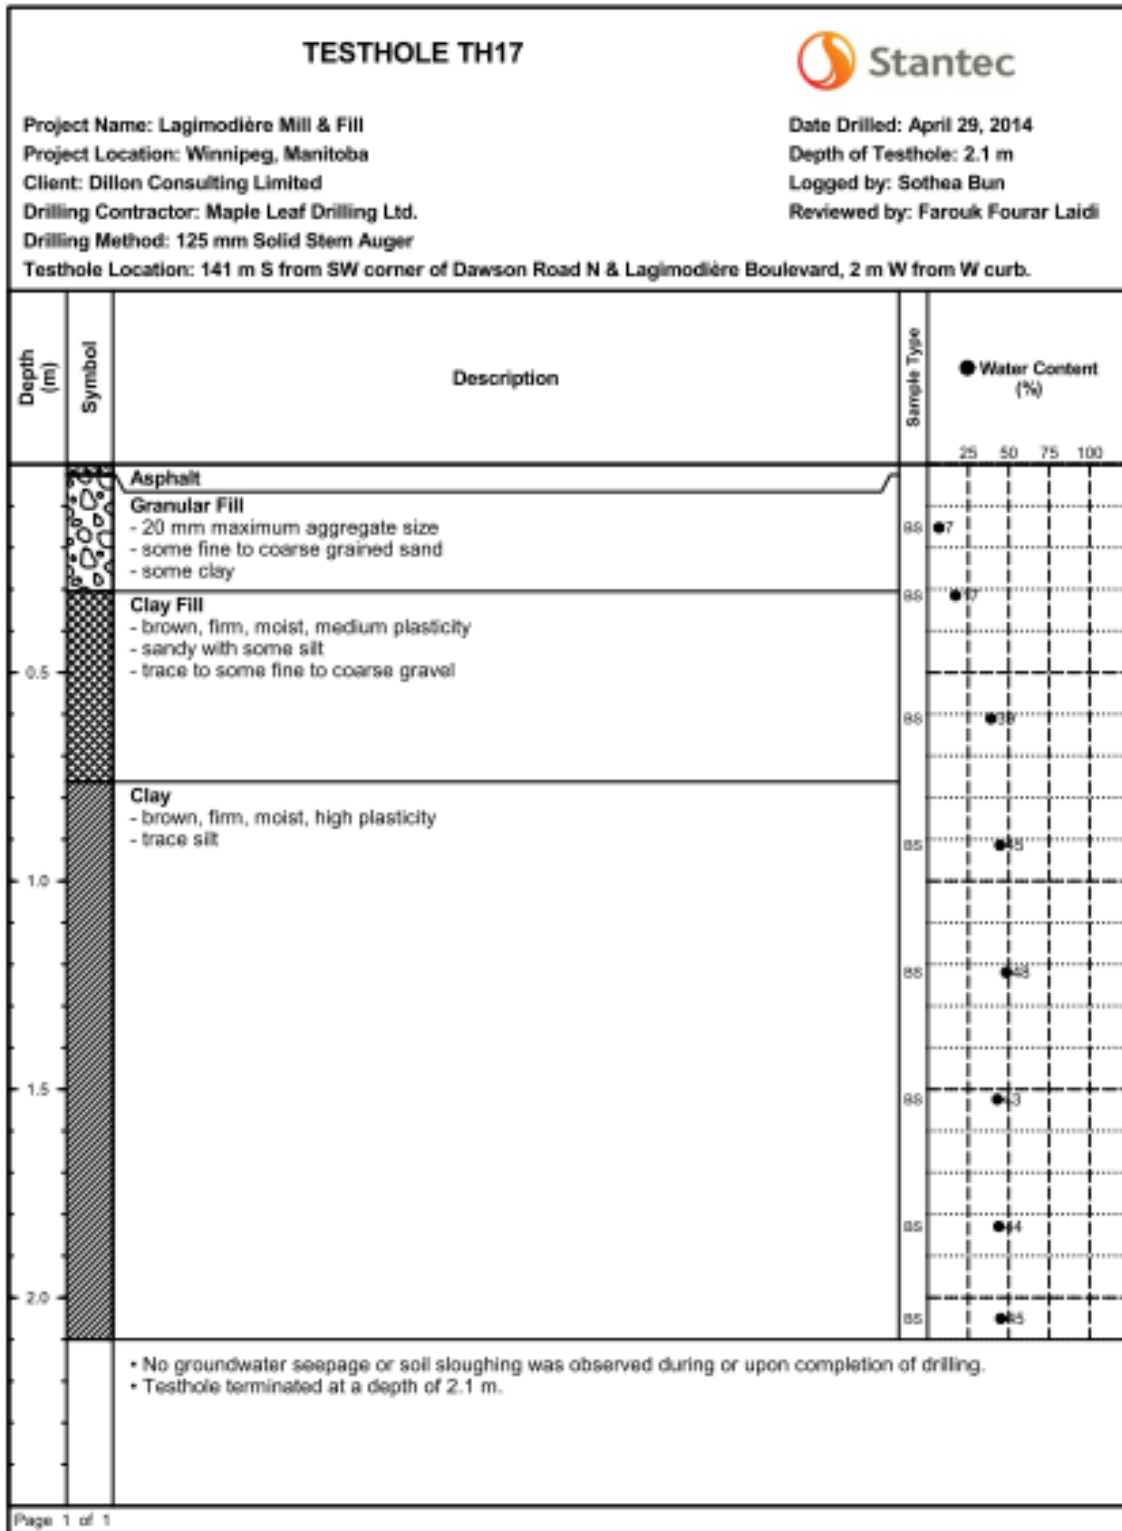 TESTHOLE TH17
Stantec
Project Name: Lagimodière Mill & Fill
Date Drilled: April 29, 2014
Project Location: Winnipeg, Manitoba
Depth of Testhole: 2.1 m
Client: Dillon Consulting Limited
Logged by: Sothea Bun
Drilling Contractor: Maple Leaf Drilling Ltd.
Reviewed by: Farouk Fourar Laidi
Drilling Method: 125 mm Solid Stem Auger
Testhole Location: 141 m S from SW corner of Dawson Road N & Lagimodière Boulevard, 2 m W from W curb.
Depth (m)
Symbol
Description
Sample Type
Water Content (%)
25 50 75 100
Asphalt
Granular Fill
- 20 mm maximum aggregate size
BS 7
- some fine to coarse grained sand
- some clay
BS 17
Clay Fill
- brown, firm, moist, medium plasticity
- sandy with some silt
- trace to some fine to coarse gravel
0.5
BS 39
Clay
- brown, firm, moist, high plasticity
- trace silt
BS 45
1.0
BS 48
1.5
BS 43
BS 44
2.0
BS 45
• No groundwater seepage or soil sloughing was observed during or upon completion of drilling.
• Testhole terminated at a depth of 2.1 m.
Page 1 of 1